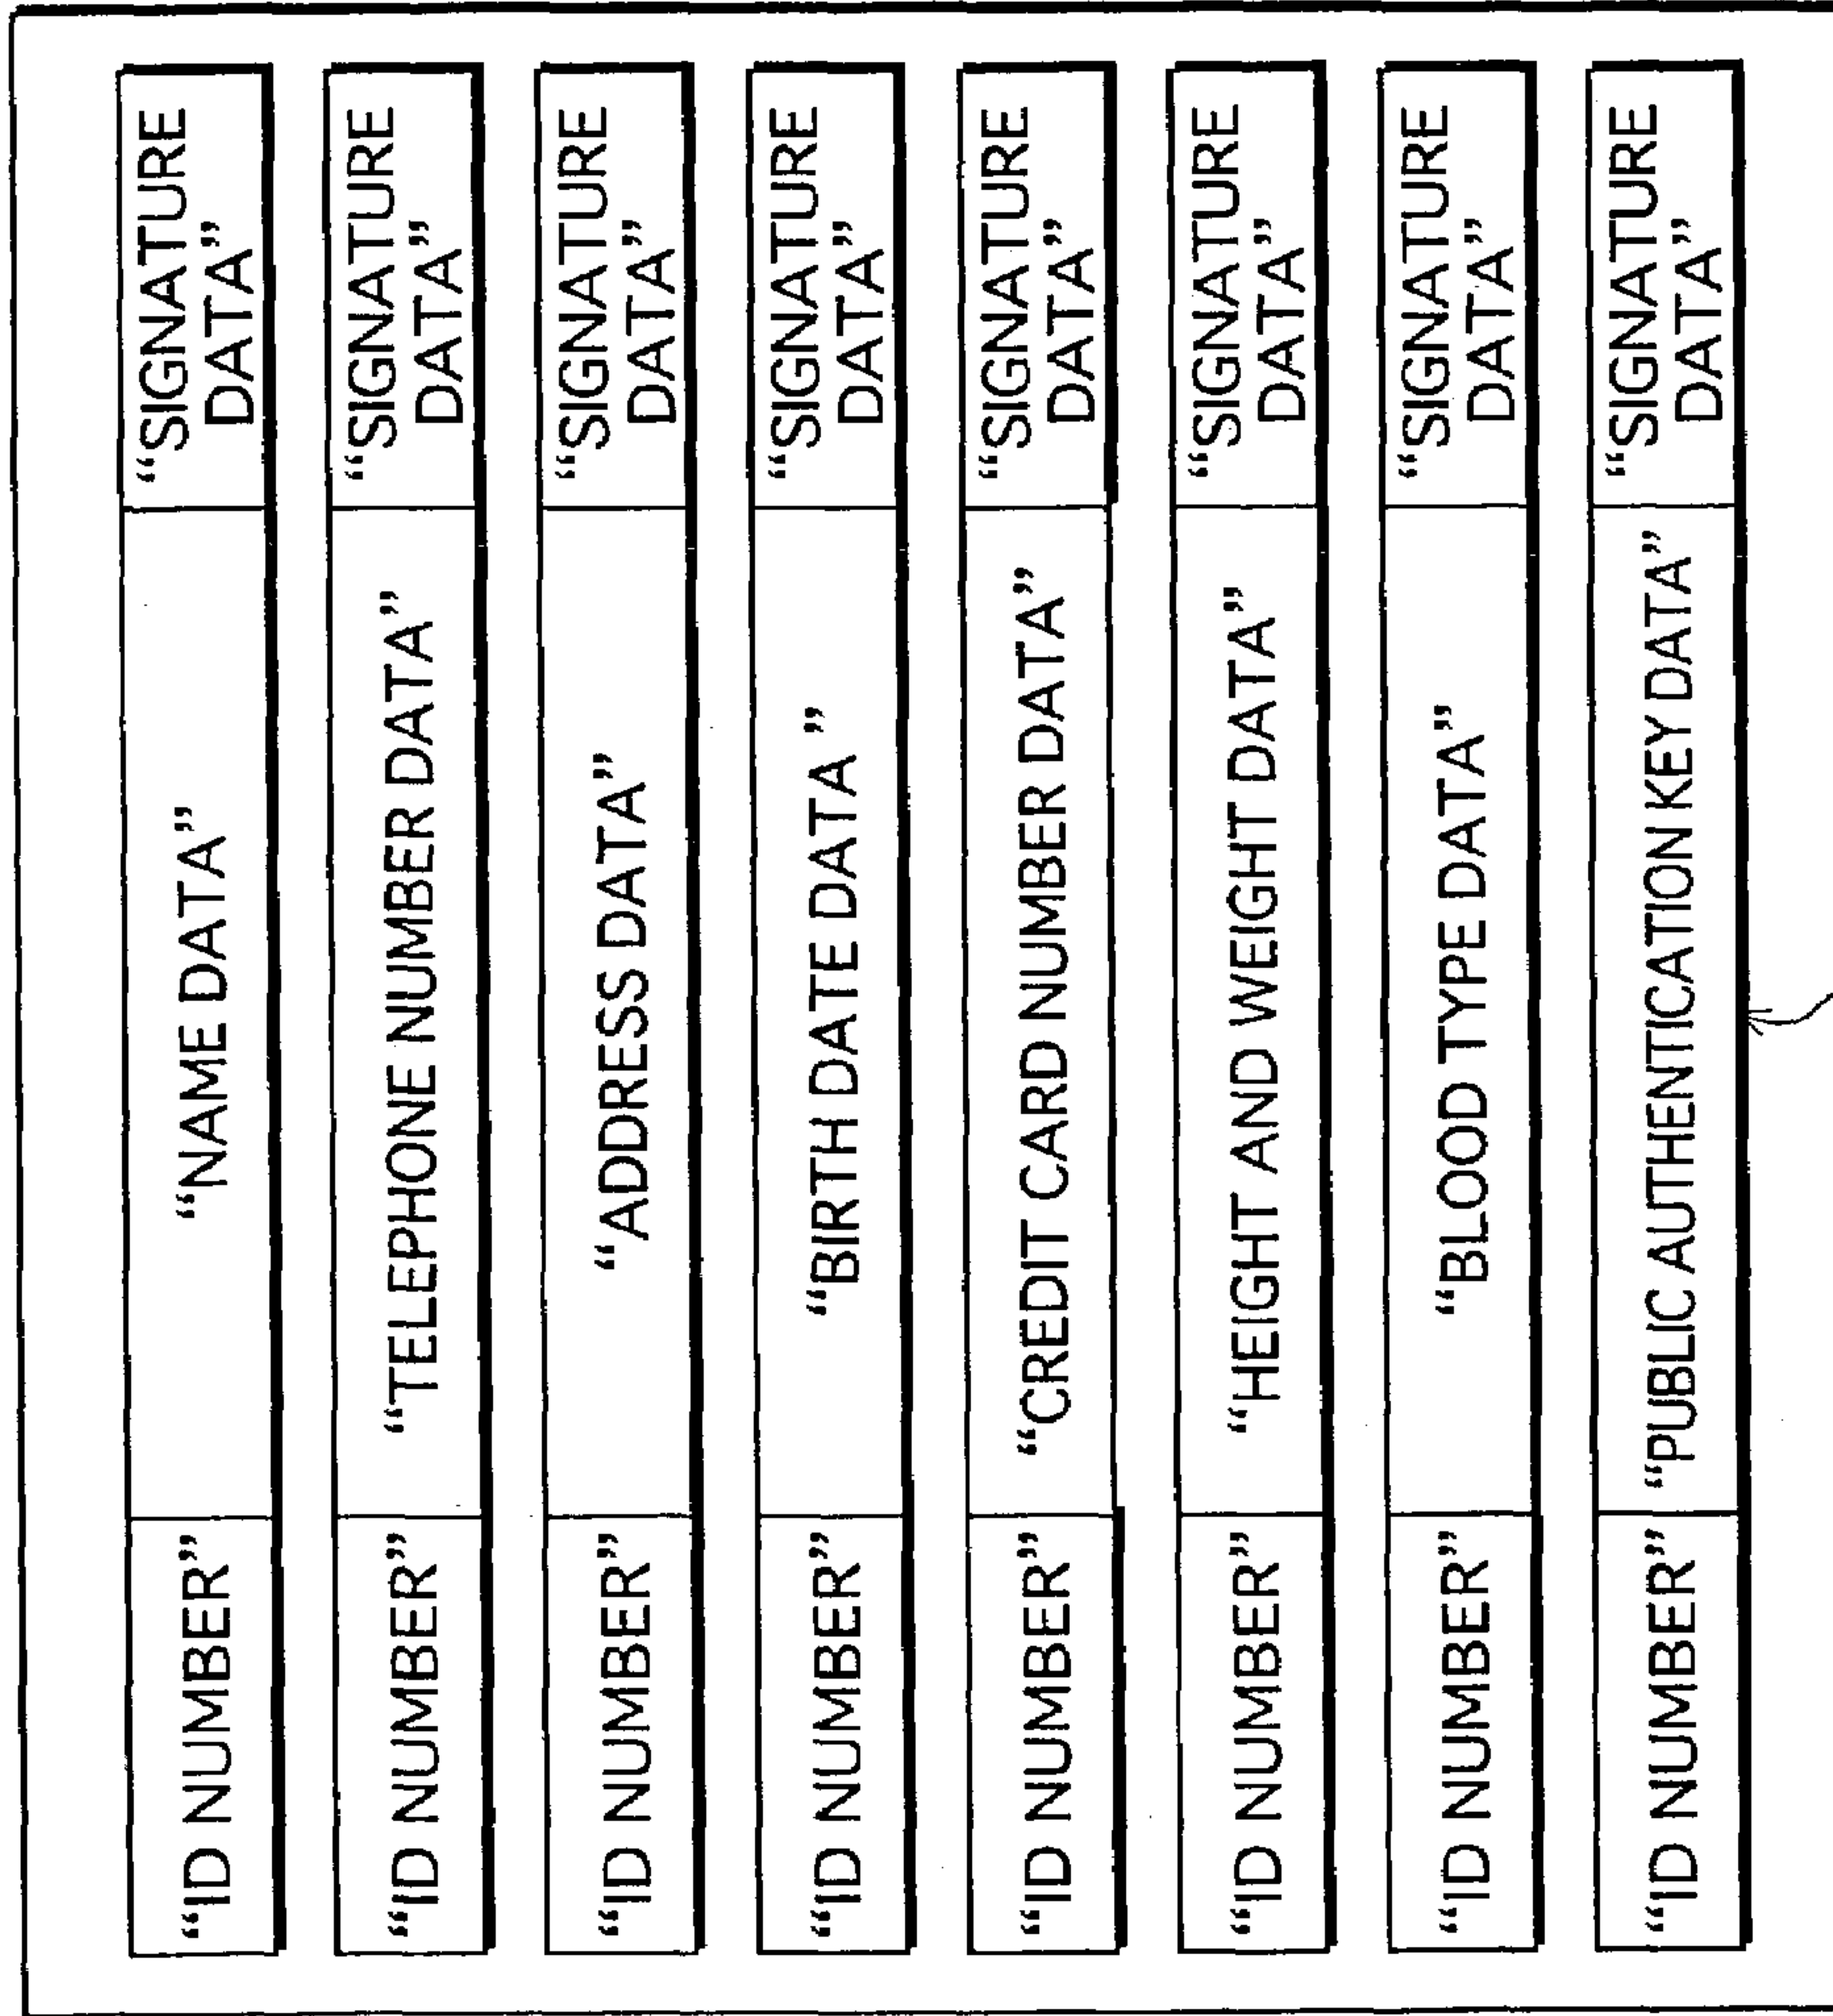 “ID NUMBER” “NAME DATA” “SIGNATURE
DATA”
“ID NUMBER” “TELEPHONE NUMBER DATA” “SIGNATURE
DATA”
“ID NUMBER” “ADDRESS DATA” “SIGNATURE
DATA”
“ID NUMBER” “BIRTH DATE DATA ” “SIGNATURE
DATA”
“ID NUMBER” “CREDIT CARD NUMBER DATA” “SIGNATURE
DATA”
“ID NUMBER” “HEIGHT AND WEIGHT DATA” “SIGNATURE
DATA”
“ID NUMBER” “BLOOD TYPE DATA” “SIGNATURE
DATA”
“ID NUMBER” “PUBLIC AUTHENTICATION KEY DATA” “SIGNATURE
DATA”